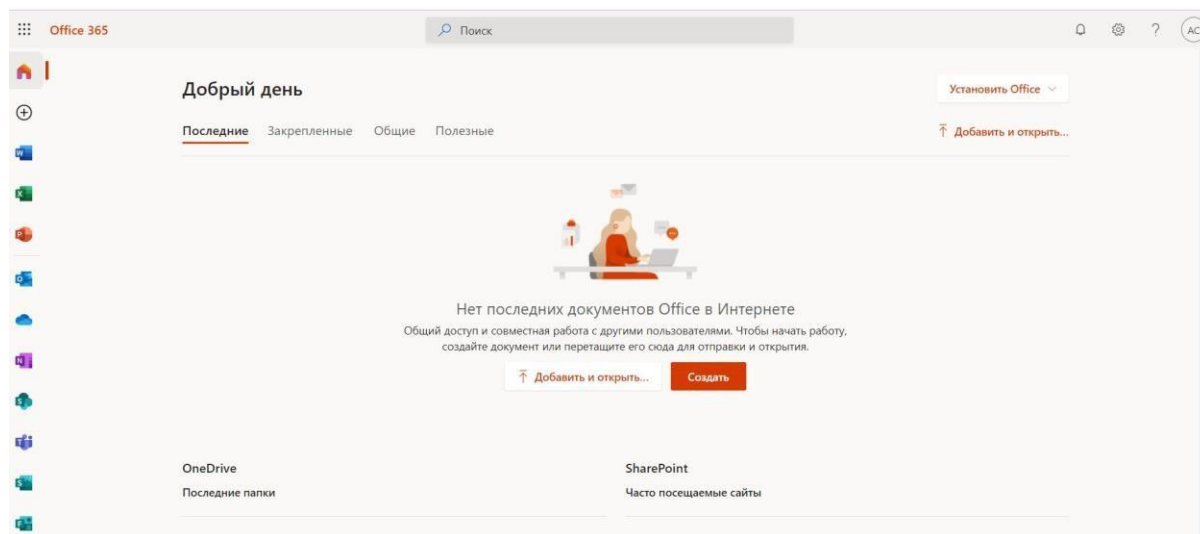 Office 365
Поиск
?
АС
Добрый день
Установить Office
Последние Закрепленные Общие Полезные
Добавить и открыть...
Нет последних документов Office в Интернете
Общий доступ и совместная работа с другими пользователями. Чтобы начать работу,
создайте документ или перетащите его сюда для отправки и открытия.
Добавить и открыть... Создать
OneDrive
Последние папки
SharePoint
Часто посещаемые сайты